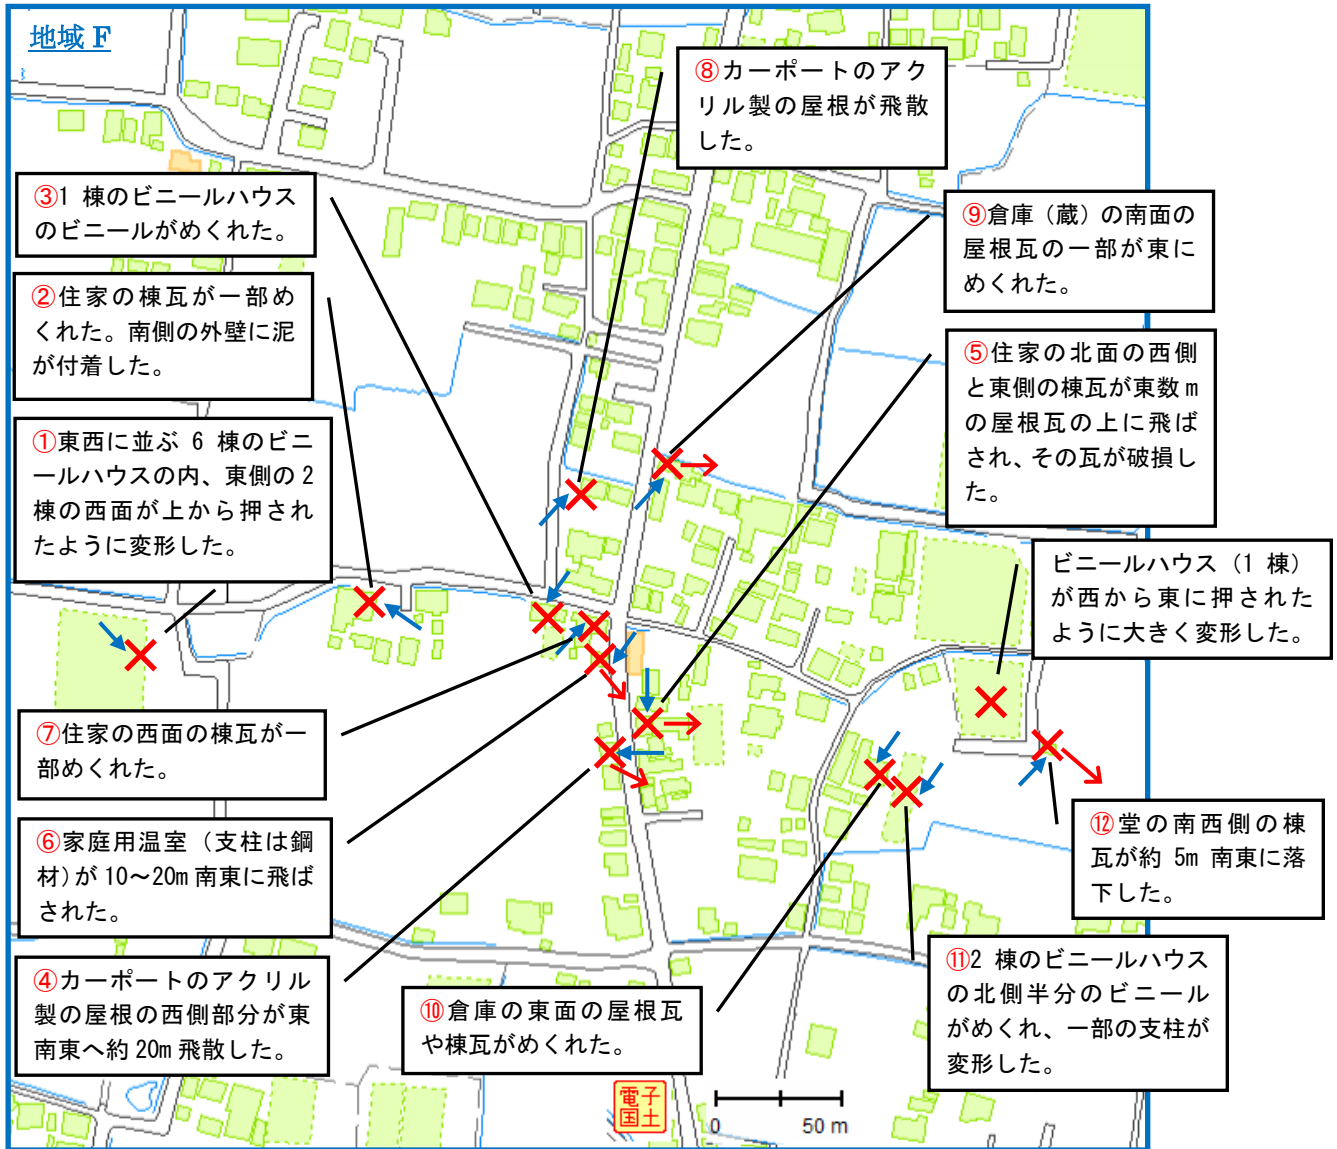 地域 F
⑧カーポートのアク
リル製の屋根が飛散
した。
③1 棟のビニールハウス
のビニールがめくれた。
⑨倉庫（蔵）の南面の
屋根瓦の一部が東に
めくれた。
②住家の棟瓦が一部め
くれた。南側の外壁に泥
が付着した。
⑤住家の北面の西側
と東側の棟瓦が東数 m
の屋根瓦の上に飛ば
され、その瓦が破損し
た。
①東西に並ぶ 6 棟のビニ
ールハウスの内、東側の 2
棟の西面が上から押され
たように変形した。
ビニールハウス（1 棟）
が西から東に押された
ように大きく変形した。
⑦住家の西面の棟瓦が一
部めくれた。
⑥家庭用温室（支柱は鋼
材）が 10～20m 南東に飛ば
された。
⑫堂の南西側の棟
瓦が約 5m 南東に落
下した。
④カーポートのアクリル
製の屋根の西側部分が東
南東へ約 20m 飛散した。
⑩倉庫の東面の屋根瓦
や棟瓦がめくれた。
⑪2 棟のビニールハウス
の北側半分のビニール
がめくれ、一部の支柱が
変形した。
電子
国土
0 50 m